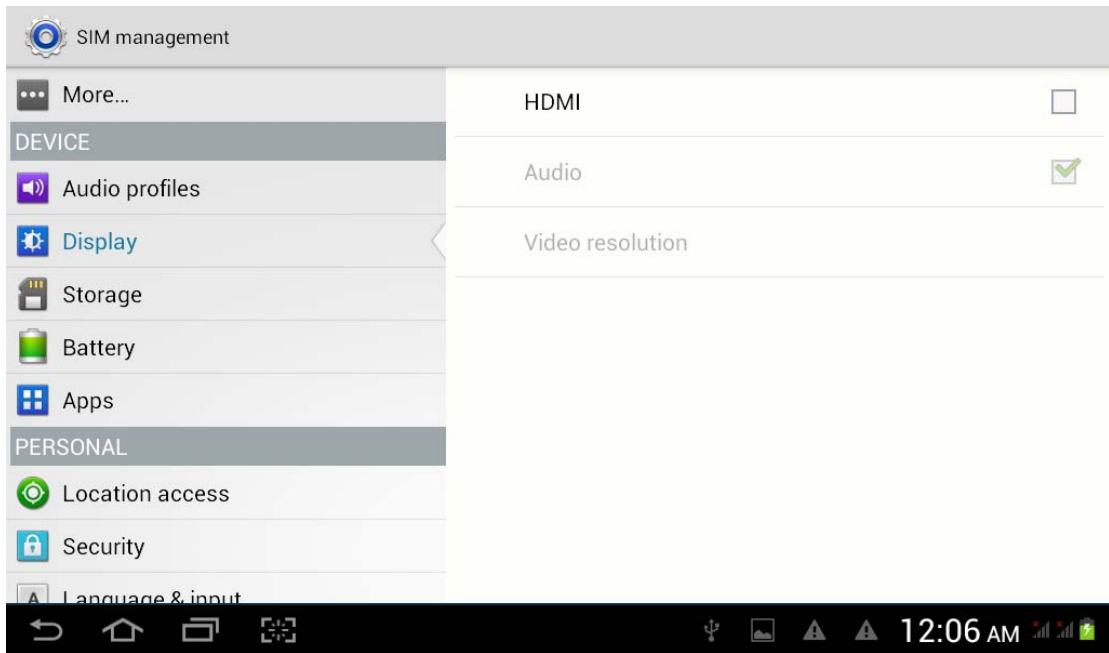 SIM management
More...
DEVICE
Audio profiles
Display
Storage
Battery
Apps
PERSONAL
Location access
Security
A Language & input
HDMI
Audio
Video resolution
12:06 AM